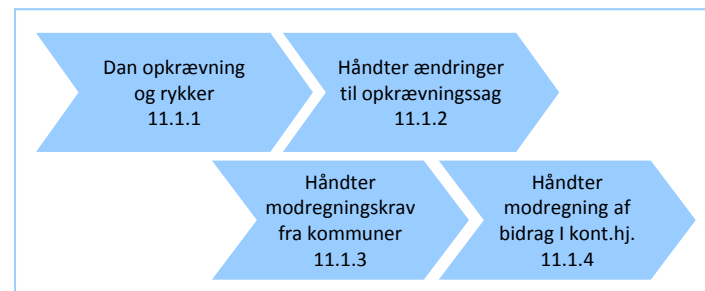 Dan opkrævning
og rykker
11.1.1
Håndter ændringer
til opkrævningssag
11.1.2
Håndter
modregningskrav
fra kommuner
11.1.3
Håndter
modregning af
bidrag I kont.hj.
11.1.4